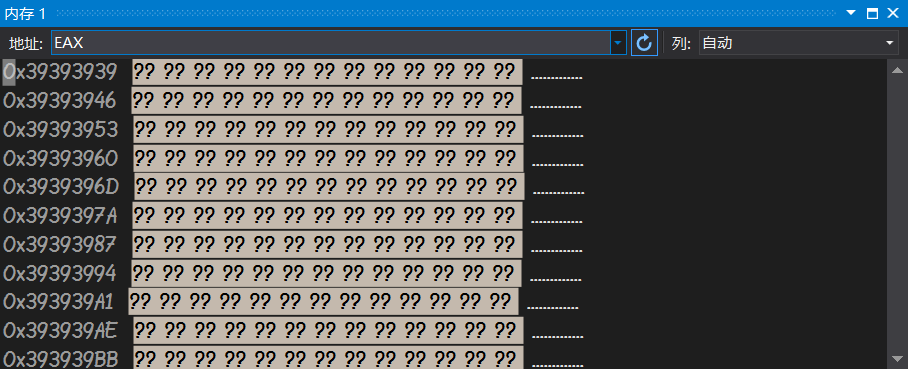 内存 1
地址: EAX 列: 自动
0x39393939 ?? ?? ?? ?? ?? ?? ?? ?? ?? ?? ?? ?? ?? .............
0x39393946 ?? ?? ?? ?? ?? ?? ?? ?? ?? ?? ?? ?? ?? .............
0x39393953 ?? ?? ?? ?? ?? ?? ?? ?? ?? ?? ?? ?? ?? .............
0x39393960 ?? ?? ?? ?? ?? ?? ?? ?? ?? ?? ?? ?? ?? .............
0x3939396D ?? ?? ?? ?? ?? ?? ?? ?? ?? ?? ?? ?? ?? .............
0x3939397A ?? ?? ?? ?? ?? ?? ?? ?? ?? ?? ?? ?? ?? .............
0x39393987 ?? ?? ?? ?? ?? ?? ?? ?? ?? ?? ?? ?? ?? .............
0x39393994 ?? ?? ?? ?? ?? ?? ?? ?? ?? ?? ?? ?? ?? .............
0x393939A1 ?? ?? ?? ?? ?? ?? ?? ?? ?? ?? ?? ?? ?? .............
0x393939AE ?? ?? ?? ?? ?? ?? ?? ?? ?? ?? ?? ?? ?? .............
0x393939BB ?? ?? ?? ?? ?? ?? ?? ?? ?? ?? ?? ?? ?? .............